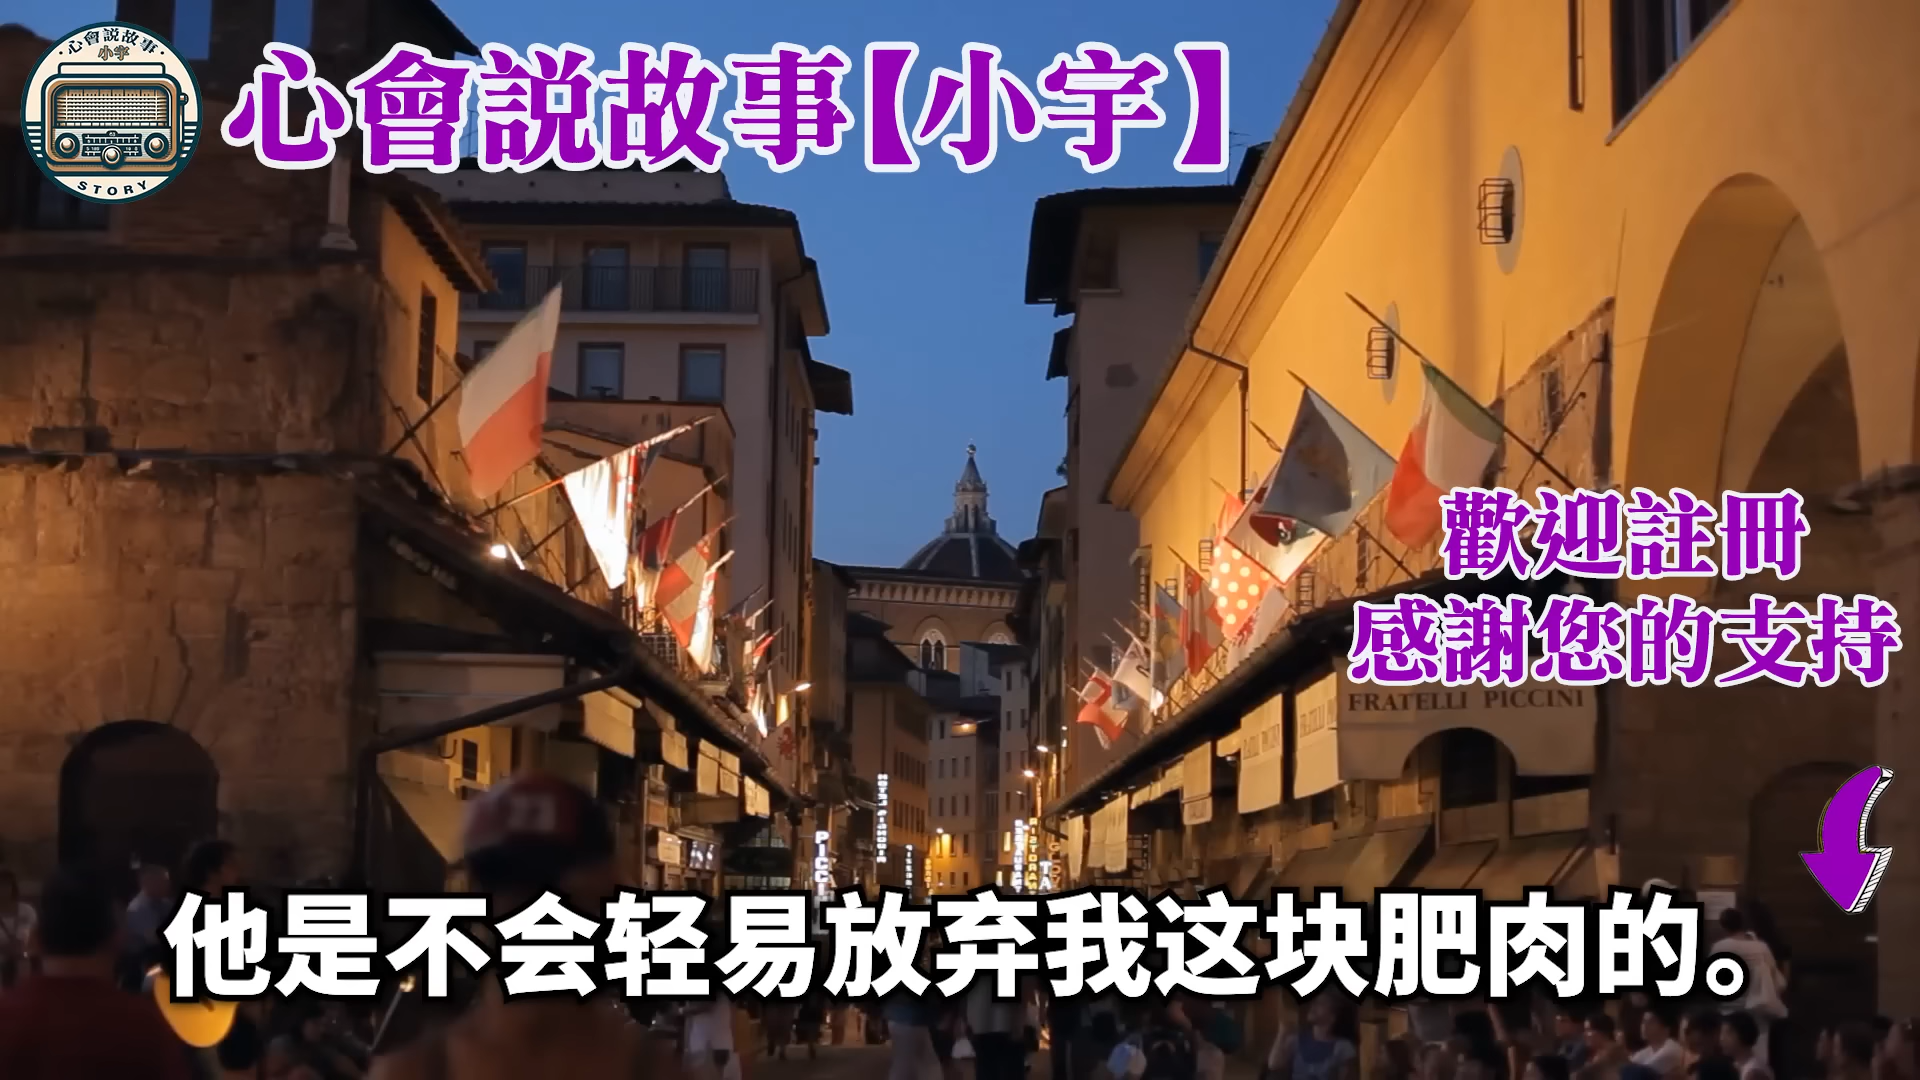 心會説故事
小宇
STORY
心會説故事【小宇】
歡迎註冊
感謝您的支持
FRATELLI PICCINI
他是不会轻易放弃我这块肥肉的。